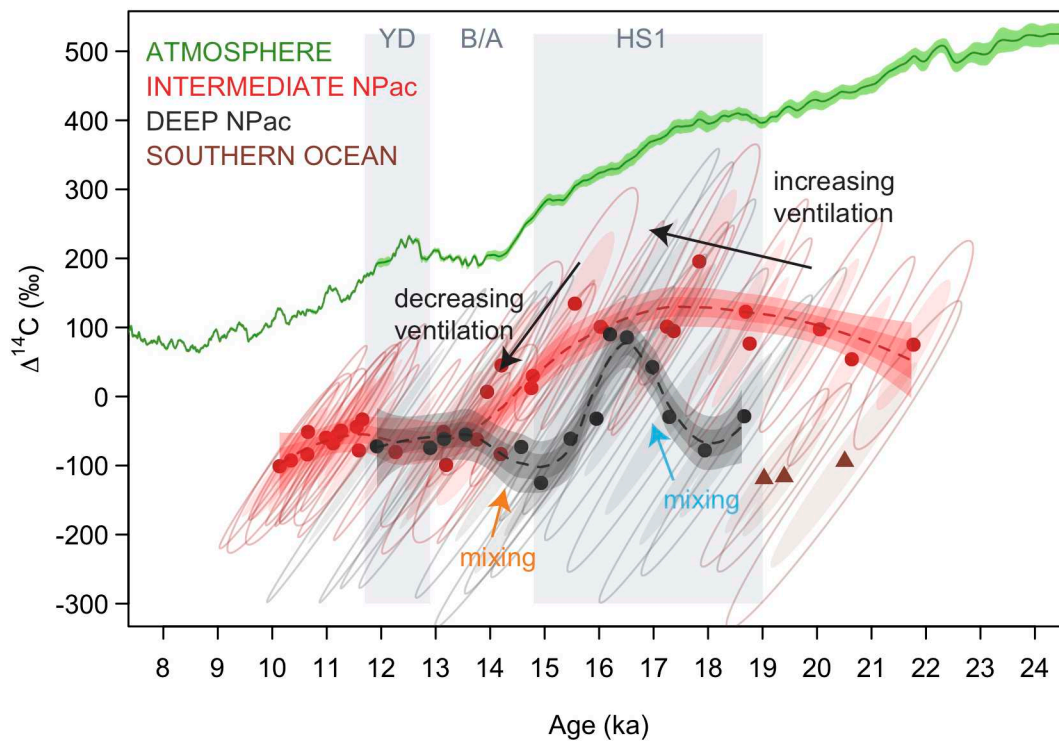 YD B/A HS1
ATMOSPHERE
INTERMEDIATE NPac
DEEP NPac
SOUTHERN OCEAN
increasing
ventilation
decreasing
ventilation
mixing
mixing
500
400
300
200
100
0
-100
-200
-300
Δ14C (‰)
8 9 10 11 12 13 14 15 16 17 18 19 20 21 22 23 24
Age (ka)